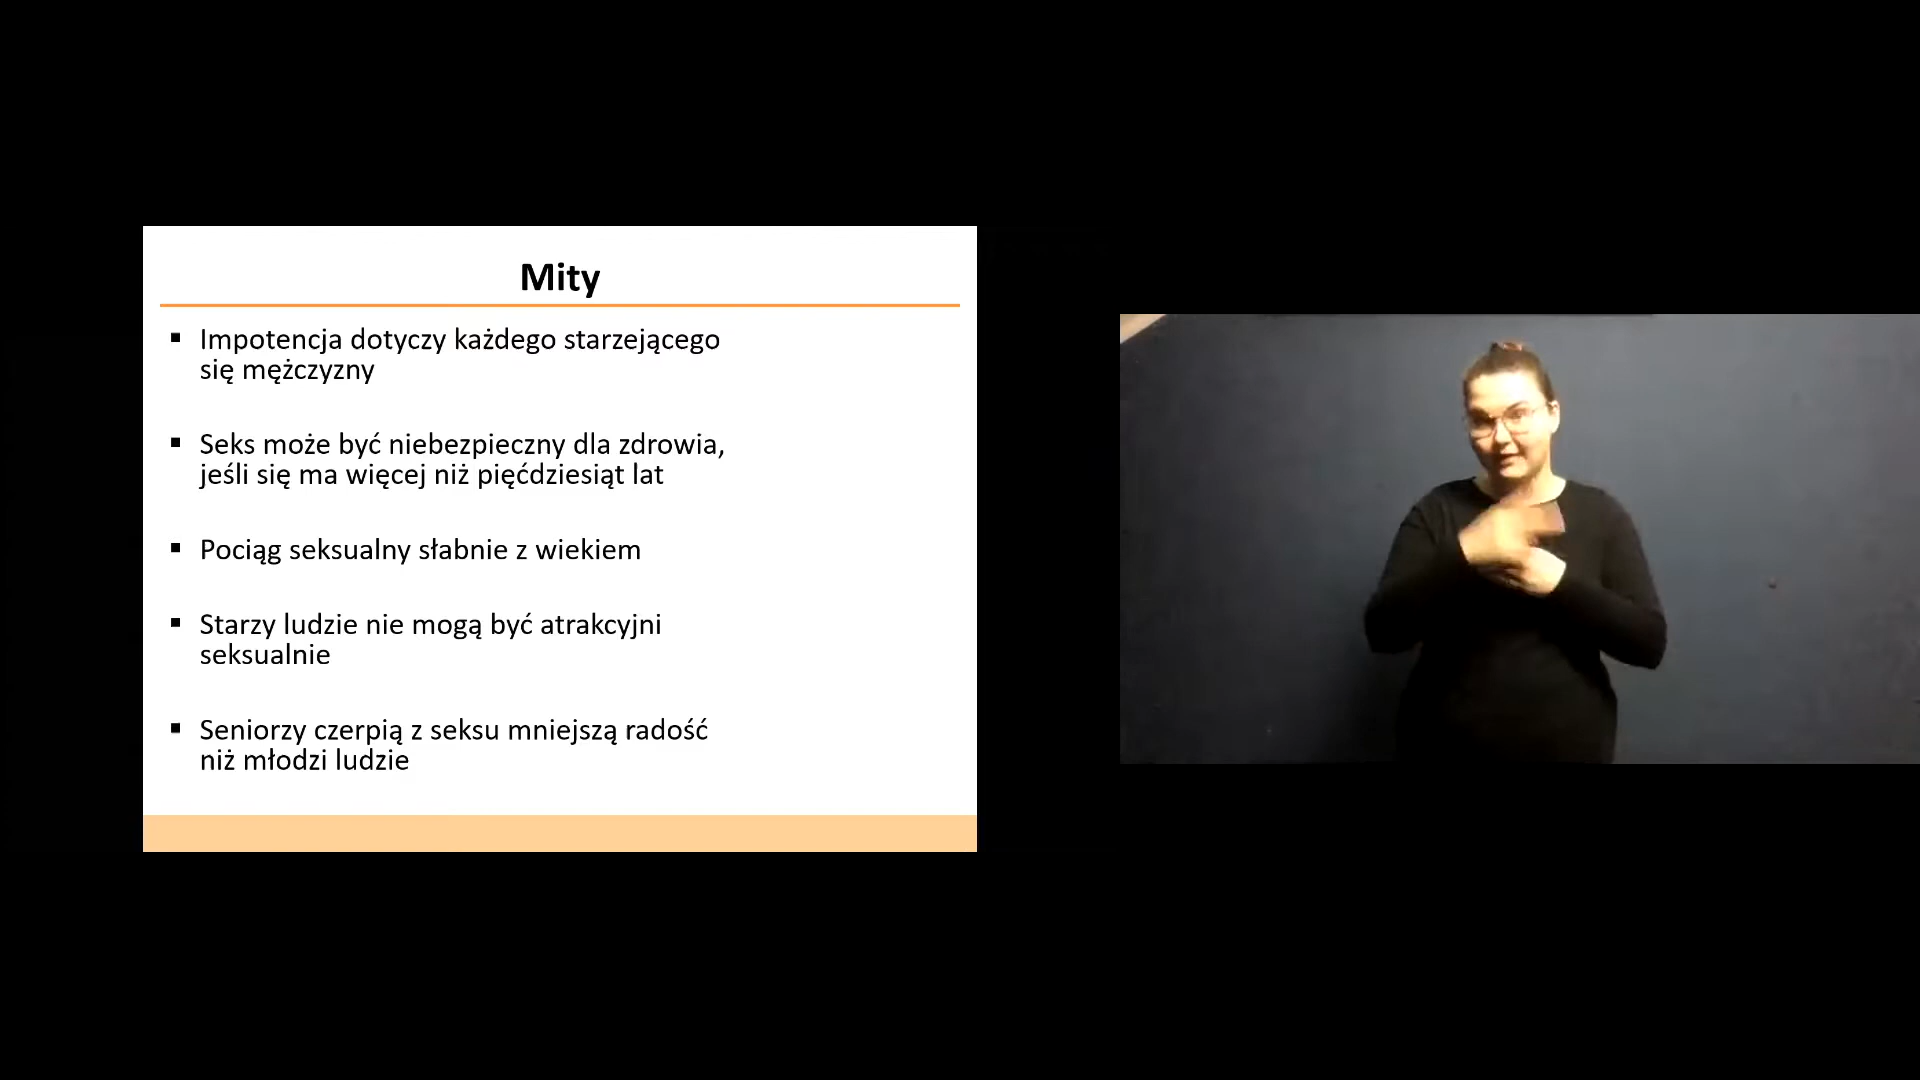 Mity
▪ Impotencja dotyczy każdego starzejącego
się mężczyzny
▪ Seks może być niebezpieczny dla zdrowia,
jeśli się ma więcej niż pięćdziesiąt lat
▪ Pociąg seksualny słabnie z wiekiem
▪ Starzy ludzie nie mogą być atrakcyjni
seksualnie
▪ Seniorzy czerpią z seksu mniejszą radość
niż młodzi ludzie